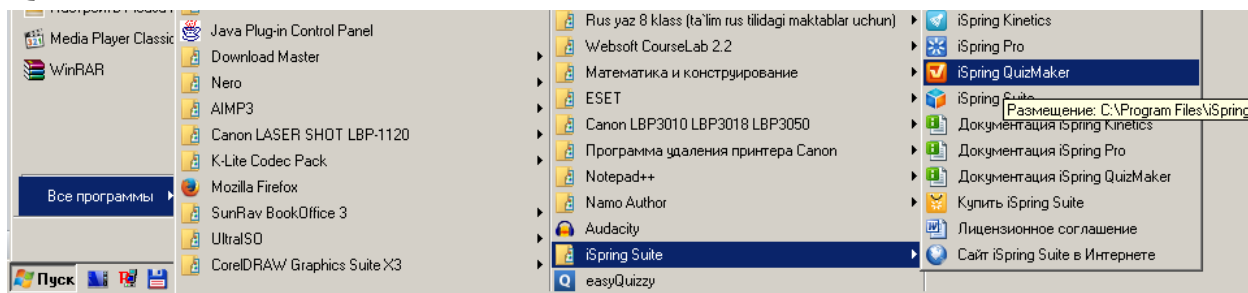 Media Player Classic
WinRAR
Все программы
Пуск
Java Plug-in Control Panel
Download Master
Nero
AIMP3
Canon LASER SHOT LBP-1120
K-Lite Codec Pack
Mozilla Firefox
SunRav BookOffice 3
UltraISO
CorelDRAW Graphics Suite X3
Rus yaz 8 klass (ta`lim rus tilidagi maktablar uchun)
Websoft CourseLab 2.2
Математика и конструирование
ESET
Canon LBP3010 LBP3018 LBP3050
Программа удаления принтера Canon
Notepad++
Namo Author
Audacity
iSpring Suite
easyQuizzy
iSpring Kinetics
iSpring Pro
iSpring QuizMaker
iSpring Suite
Размещение: C:\Program Files\iSpring
Документация iSpring Kinetics
Документация iSpring Pro
Документация iSpring QuizMaker
Купить iSpring Suite
Лицензионное соглашение
Сайт iSpring Suite в Интернете